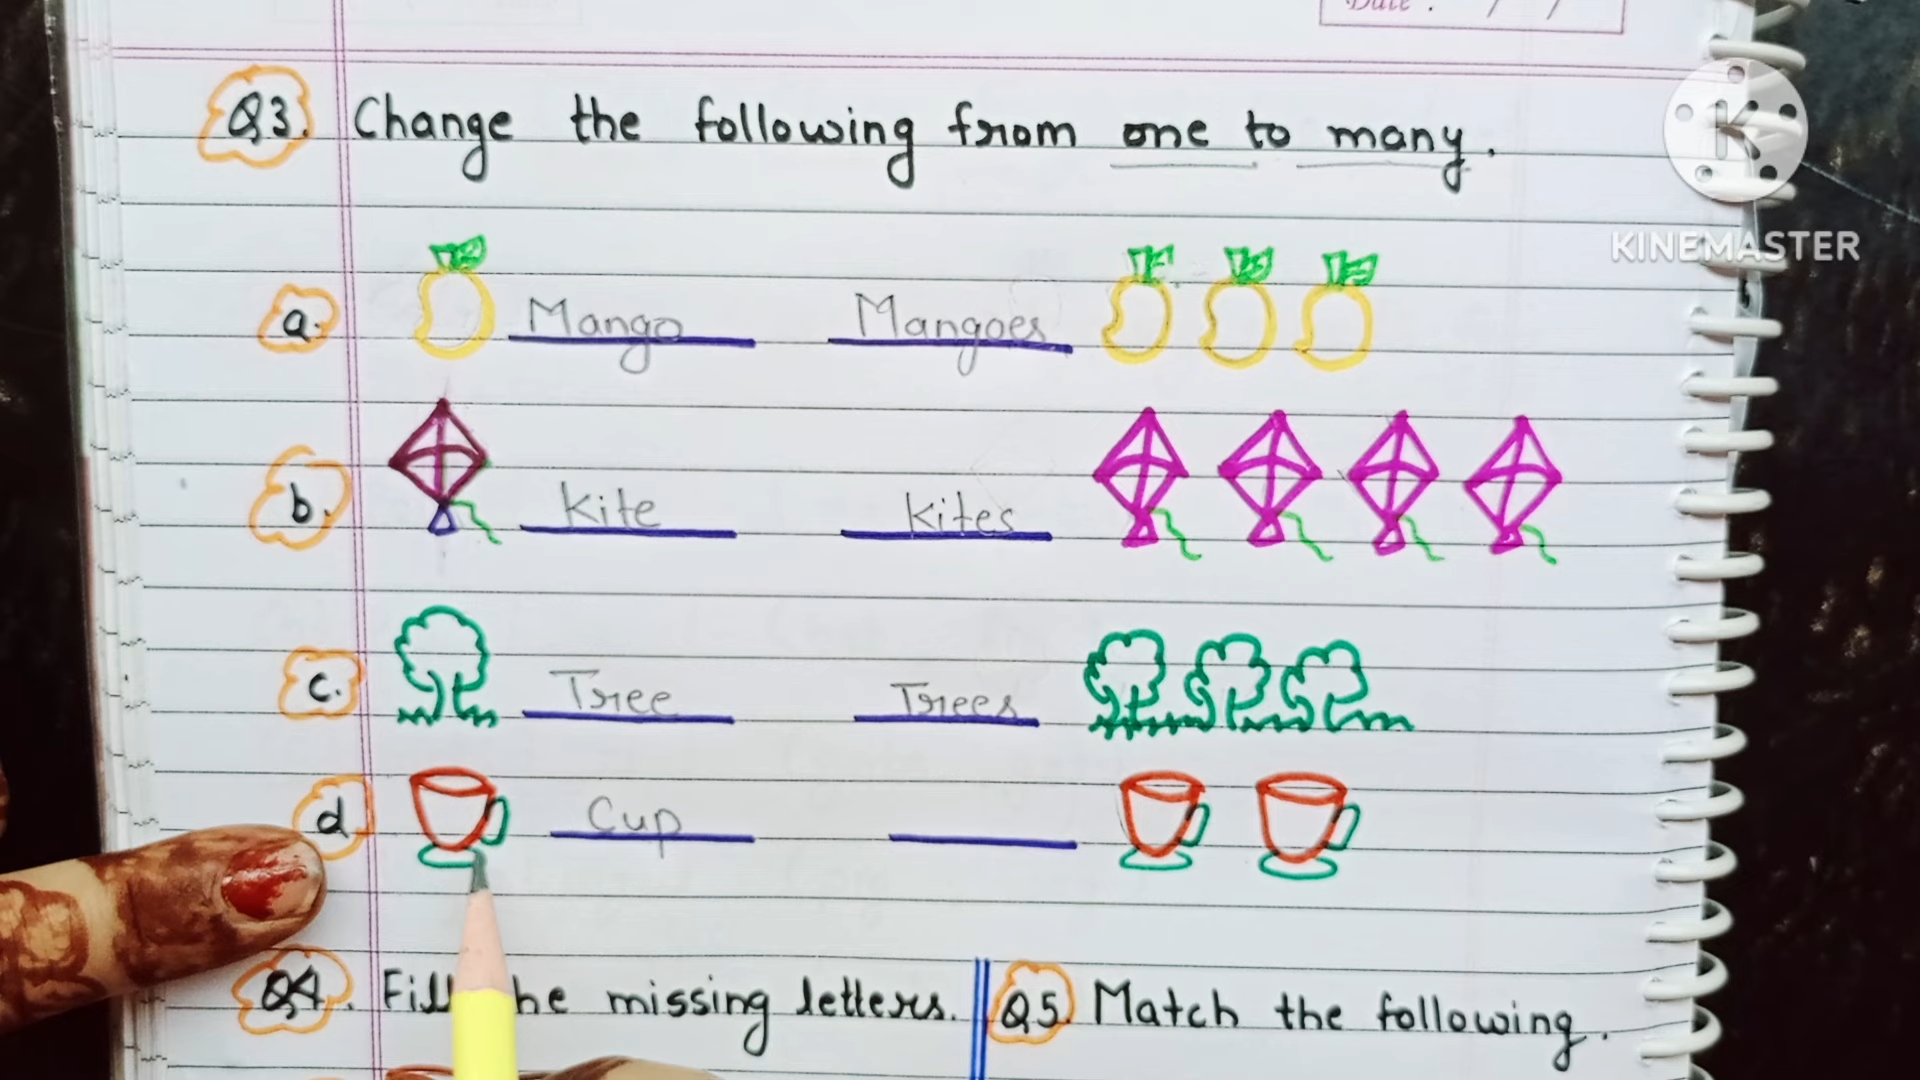 Date : / /
Q3. Change the following from one to many.
KINEMASTER
a. Mango Mangoes
b. Kite Kites
c. Tree Trees
d Cup
Q4. Fill the missing letters. Q5. Match the following.